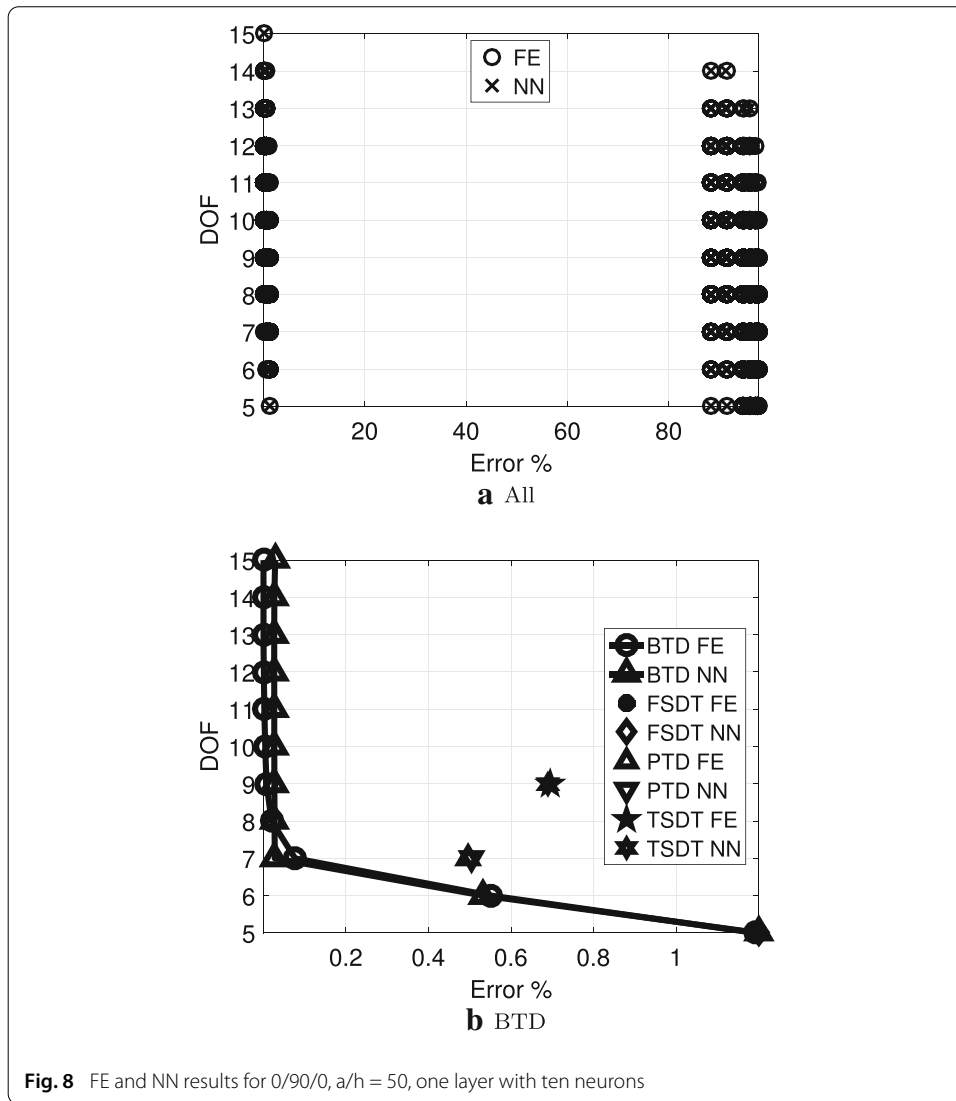 15
14
13
12
11
10
9
8
7
6
5
DOF
FE
NN
20 40 60 80
Error %
a All
15
14
13
12
11
10
9
8
7
6
5
DOF
BTD FE
BTD NN
FSDT FE
FSDT NN
PTD FE
PTD NN
TSDT FE
TSDT NN
0.2 0.4 0.6 0.8 1
Error %
b BTD
Fig. 8 FE and NN results for 0/90/0, a/h = 50, one layer with ten neurons